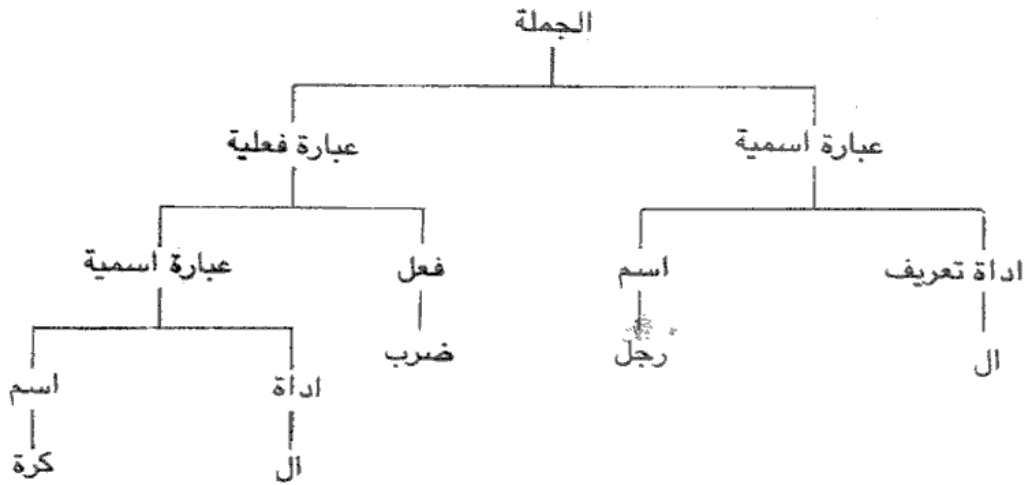 الجملة
عبارة اسمية
عبارة فعلية
اداة تعريف
اسم
فعل
عبارة اسمية
ال
رجل
ضرب
اداة
اسم
ال
كرة